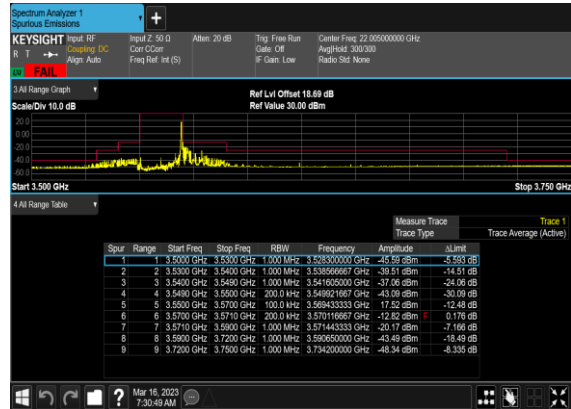 Spectrum Analyzer 1
Spurious Emissions
+
KEYSIGHT Input: RF Input Z: 50 Ω Atten: 20 dB Trig: Free Run Center Freq: 22.005000000 GHz
R T Coupling: DC Corr CCorr Gate: Off Avg|Hold: 300/300
Align: Auto Freq Ref: Int (S) IF Gain: Low Radio Std: None
LW FAIL
3 All Range Graph
Ref Lvl Offset 18.69 dB
Scale/Div 10.0 dB Ref Value 30.00 dBm
20.0
0.00
-20.0
-40.0
-60.0
Start 3.500 GHz Stop 3.750 GHz
4 All Range Table
Measure Trace Trace 1
Trace Type Trace Average (Active)
Spur Range Start Freq Stop Freq RBW Frequency Amplitude ΔLimit
1 1 3.5000 GHz 3.5300 GHz 1.000 MHz 3.528300000 GHz -45.59 dBm -5.593 dB
2 2 3.5300 GHz 3.5400 GHz 1.000 MHz 3.538566667 GHz -39.51 dBm -14.51 dB
3 3 3.5400 GHz 3.5490 GHz 1.000 MHz 3.541605000 GHz -37.06 dBm -24.06 dB
4 4 3.5490 GHz 3.5500 GHz 200.0 kHz 3.549921667 GHz -43.09 dBm -30.09 dB
5 5 3.5500 GHz 3.5700 GHz 100.0 kHz 3.569433333 GHz 17.52 dBm -12.48 dB
6 6 3.5700 GHz 3.5710 GHz 200.0 kHz 3.570116667 GHz -12.82 dBm F 0.176 dB
7 7 3.5710 GHz 3.5900 GHz 1.000 MHz 3.571443333 GHz -20.17 dBm -7.166 dB
8 8 3.5900 GHz 3.7200 GHz 1.000 MHz 3.590650000 GHz -43.49 dBm -18.49 dB
9 9 3.7200 GHz 3.7500 GHz 1.000 MHz 3.734200000 GHz -48.34 dBm -8.335 dB
? Mar 16, 2023
7:30:49 AM